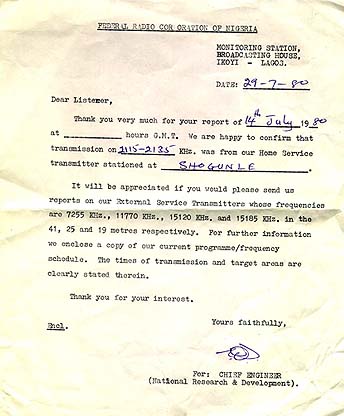 FEDERAL RADIO COR ORATION OF NIGERIA
MONITORING STATION,
BROADCASTING HOUSE,
IKOYI - LAGOS.
DATE: 29-7-80
Dear Listener,
Thank you very much for your report of 14th July 1980
at __________ hours G.M.T. We are happy to confirm that
transmission on 2115-2135 KHz. was from our Home Service
transmitter stationed at SHOGUNLE.
It will be appreciated if you would please send us
reports on our External Service Transmitters whose frequencies
are 7255 KHz., 11770 KHz., 15120 KHz. and 15185 KHz. in the
41, 25 and 19 metres respectively. For further information
we enclose a copy of our current programme/frequency
schedule. The times of transmission and target areas are
clearly stated therein.
Thank you for your interest.
Yours faithfully,
Encl.
For: CHIEF ENGINEER
(National Research & Development).